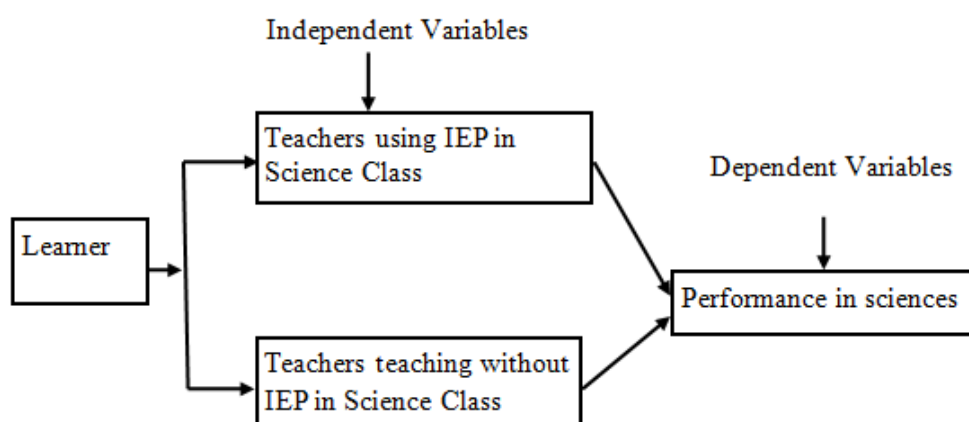 Independent Variables
Teachers using IEP in
Science Class
Dependent Variables
Learner
Performance in sciences
Teachers teaching without
IEP in Science Class